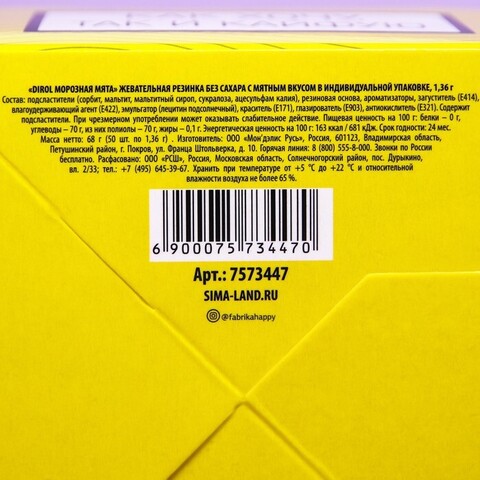 «DIROL МОРОЗНАЯ МЯТА» ЖЕВАТЕЛЬНАЯ РЕЗИНКА БЕЗ САХАРА С МЯТНЫМ ВКУСОМ В ИНДИВИДУАЛЬНОЙ УПАКОВКЕ, 1,36 г
Состав: подсластители (сорбит, мальтит, мальтитный сироп, сукралоза, ацесульфам калия), резиновая основа, ароматизаторы, загуститель (Е414),
влагоудерживающий агент (Е422), эмульгатор (лецитин подсолнечный), краситель (Е171), глазирователь (Е903), антиокислитель (Е321). Содержит
подсластители. При чрезмерном употреблении может оказывать слабительное действие. Пищевая ценность на 100 г: белки – 0 г,
углеводы – 70 г, из них полиолы – 70 г, жиры – 0,1 г. Энергетическая ценность на 100 г: 163 ккал / 681 кДж. Срок годности: 24 мес.
Масса нетто: 68 г (50 шт. по 1,36 г) . Изготовитель: ООО «Мон'дэлис Русь», Россия, 601123, Владимирская область,
Петушинский район, г. Покров, ул. Франца Штольверка, д. 10. Горячая линия: 8 (800) 555-8-000. Звонки по России
бесплатно. Расфасовано: ООО «РСШ», Россия, Московская область, Солнечногорский район, пос. Дурыкино,
вл. 2/33; тел.: +7 (495) 645-39-67. Хранить при температуре от +5 °C до +22 °C и относительной
влажности воздуха не более 65 %.
6 900075 734470
Арт.: 7573447
SIMA-LAND.RU
@fabrikahappy